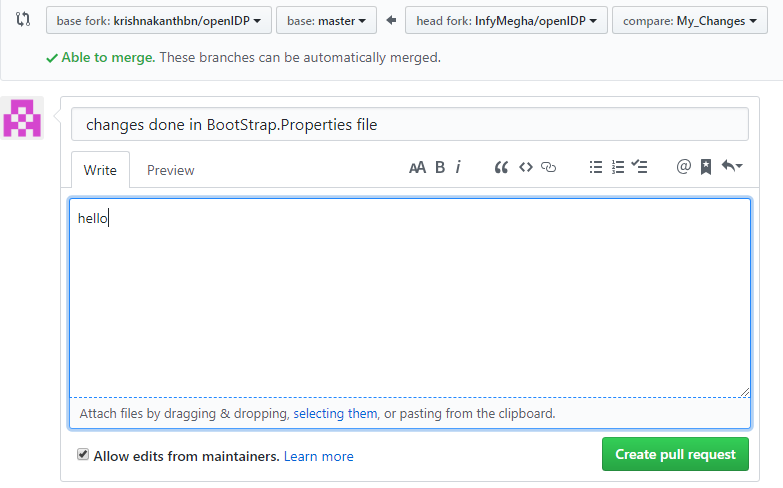 base fork: krishnakanthbn/openIDP base: master head fork: InfyMegha/openIDP compare: My_Changes
Able to merge. These branches can be automatically merged.
changes done in BootStrap.Properties file
Write Preview AA B i @
hello
Attach files by dragging & dropping, selecting them, or pasting from the clipboard.
Allow edits from maintainers. Learn more Create pull request